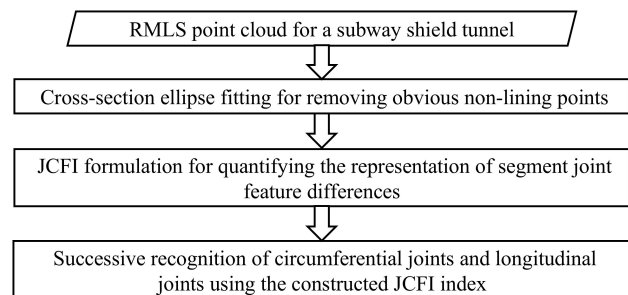 RMLS point cloud for a subway shield tunnel
Cross-section ellipse fitting for removing obvious non-lining points
JCFI formulation for quantifying the representation of segment joint
feature differences
Successive recognition of circumferential joints and longitudinal
joints using the constructed JCFI index